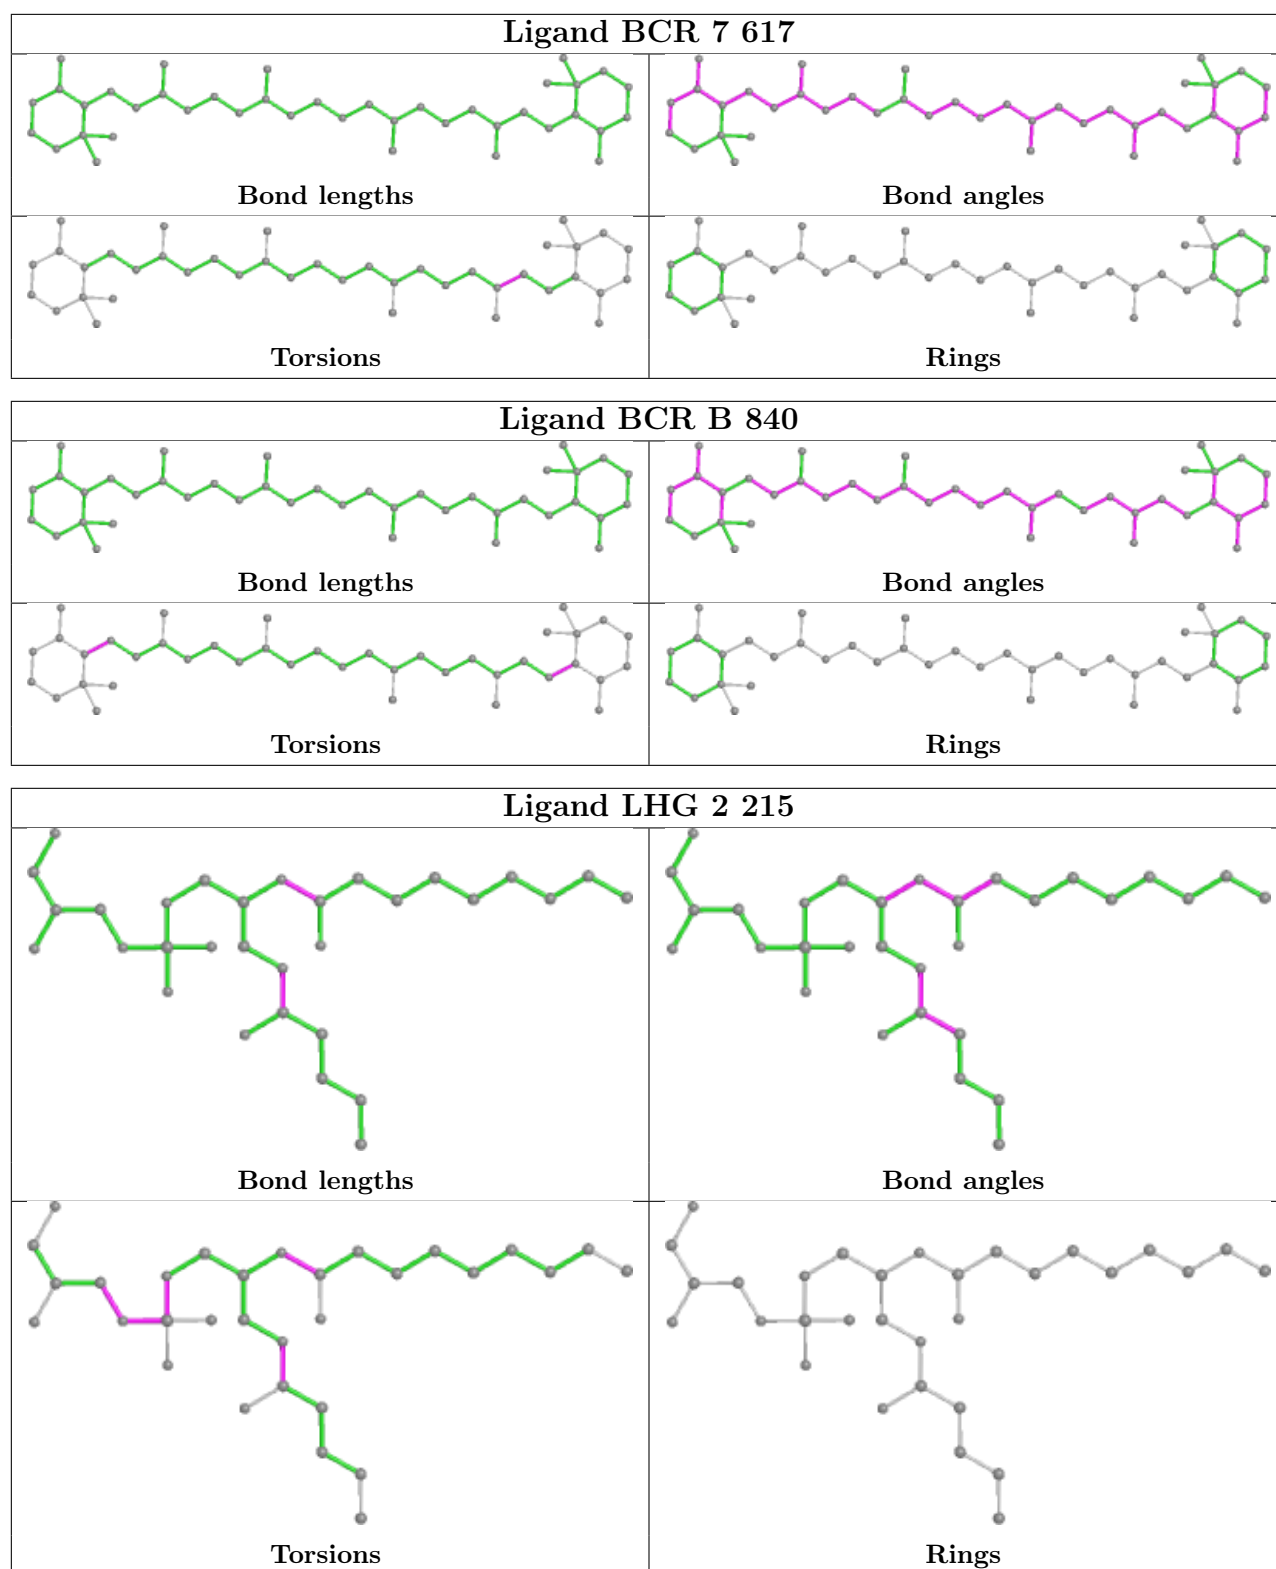 Ligand BCR 7 617
Bond lengths
Bond angles
Torsions
Rings
Ligand BCR B 840
Bond lengths
Bond angles
Torsions
Rings
Ligand LHG 2 215
Bond lengths
Bond angles
Torsions
Rings